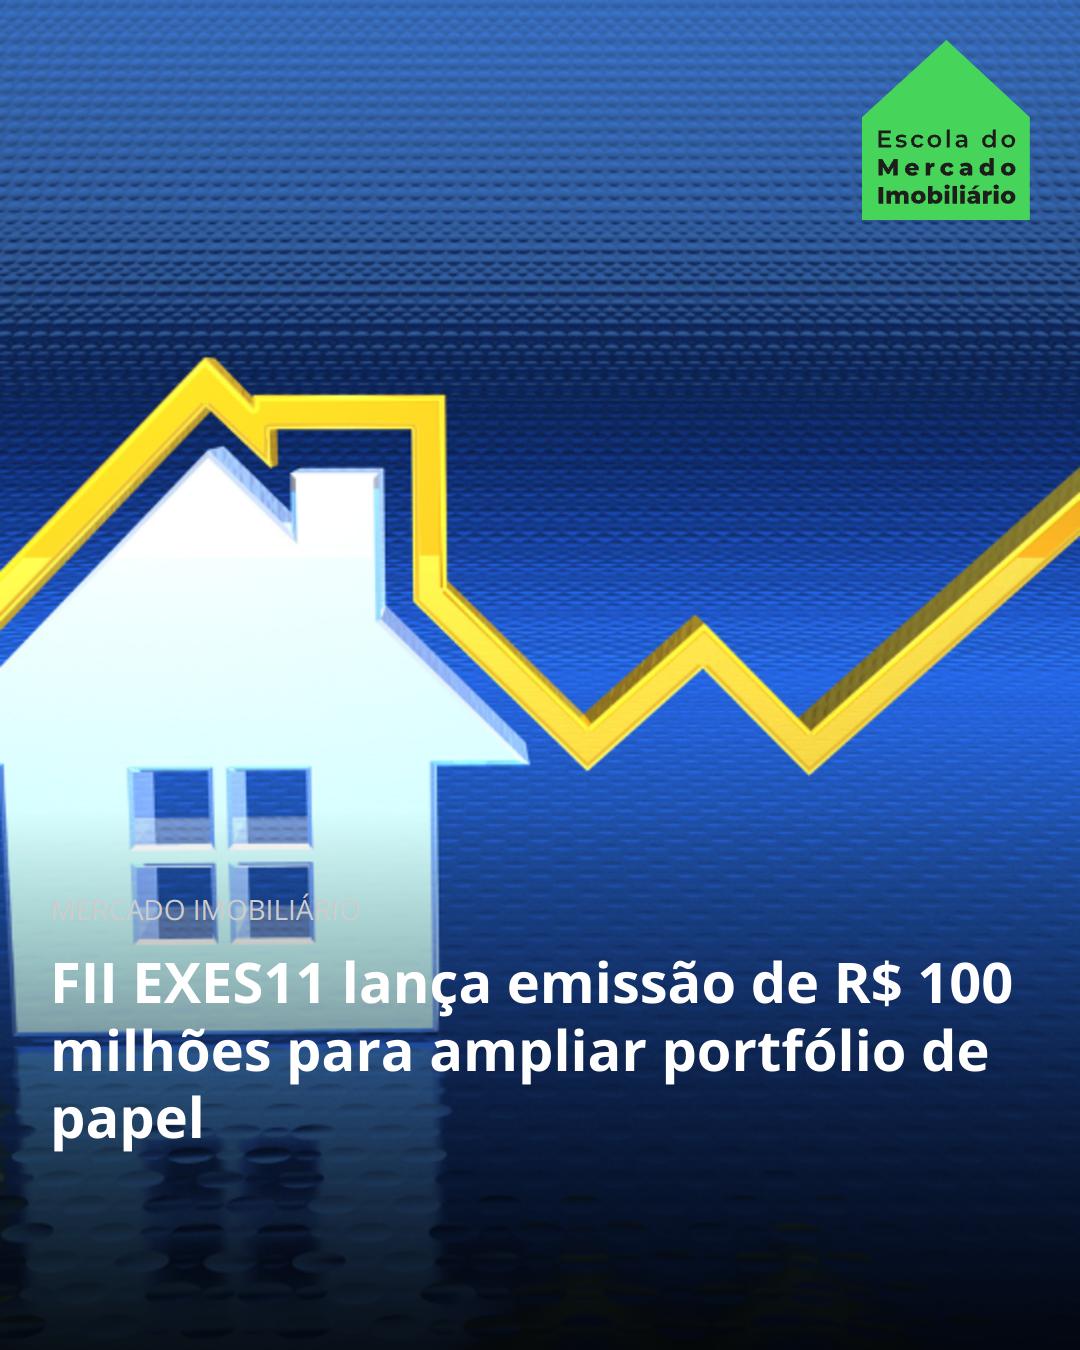 Escola do
Mercado
Imobiliário
MERCADO IMOBILIÁRIO
FII EXES11 lança emissão de R$ 100
milhões para ampliar portfólio de
papel